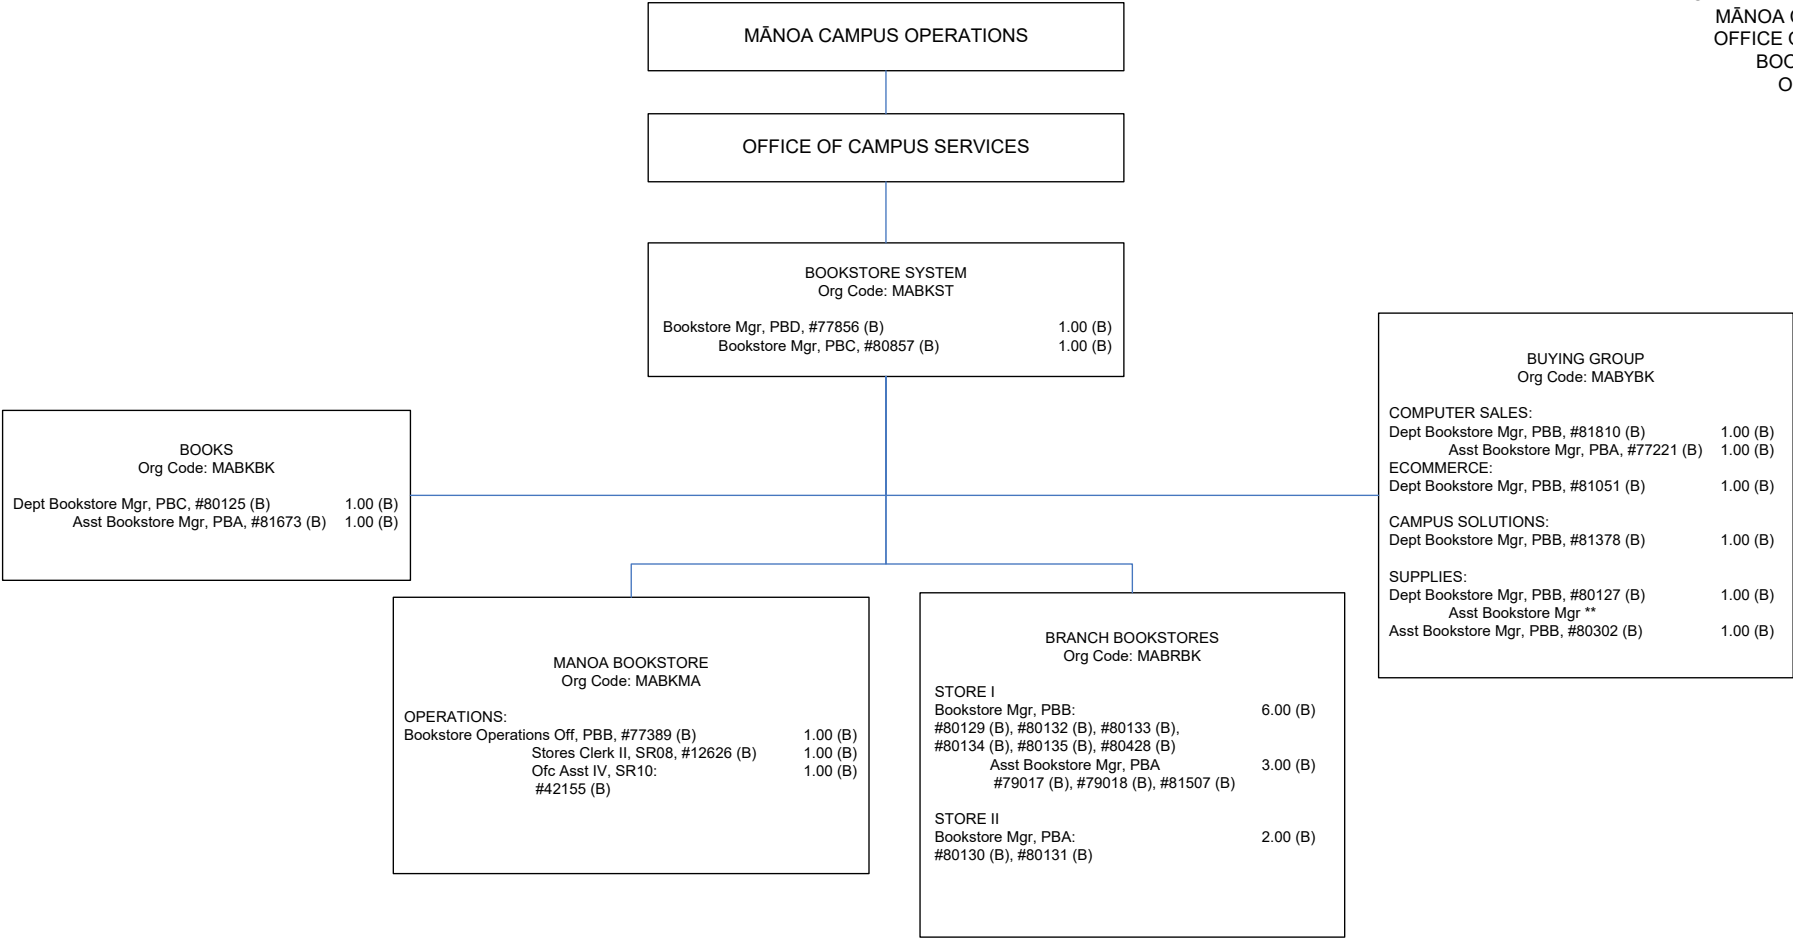 MĀNOA CAMPUS OPERATIONS
MĀNOA
OFFICE
OFFICE OF CAMPUS SERVICES
BOOKSTORE SYSTEM
Org Code: MABKST
Bookstore Mgr, PBD, #77856 (B) 1.00 (B)
Bookstore Mgr, PBC, #80857 (B) 1.00 (B)
BOOKS
Org Code: MABKBK
Dept Bookstore Mgr, PBC, #80125 (B) 1.00 (B)
Asst Bookstore Mgr, PBA, #81673 (B) 1.00 (B)
BUYING GROUP
Org Code: MABYBK
COMPUTER SALES:
Dept Bookstore Mgr, PBB, #81810 (B) 1.00 (B)
Asst Bookstore Mgr, PBA, #77221 (B) 1.00 (B)
ECOMMERCE:
Dept Bookstore Mgr, PBB, #81051 (B) 1.00 (B)
CAMPUS SOLUTIONS:
Dept Bookstore Mgr, PBB, #81378 (B) 1.00 (B)
SUPPLIES:
Dept Bookstore Mgr, PBB, #80127 (B) 1.00 (B)
Asst Bookstore Mgr **
Asst Bookstore Mgr, PBB, #80302 (B) 1.00 (B)
MANOA BOOKSTORE
Org Code: MABKMA
OPERATIONS:
Bookstore Operations Off, PBB, #77389 (B) 1.00 (B)
Stores Clerk II, SR08, #12626 (B) 1.00 (B)
Ofc Asst IV, SR10: 1.00 (B)
#42155 (B)
BRANCH BOOKSTORES
Org Code: MABRBK
STORE I
Bookstore Mgr, PBB: 6.00 (B)
#80129 (B), #80132 (B), #80133 (B),
#80134 (B), #80135 (B), #80428 (B)
Asst Bookstore Mgr, PBA 3.00 (B)
#79017 (B), #79018 (B), #81507 (B)
STORE II
Bookstore Mgr, PBA: 2.00 (B)
#80130 (B), #80131 (B)